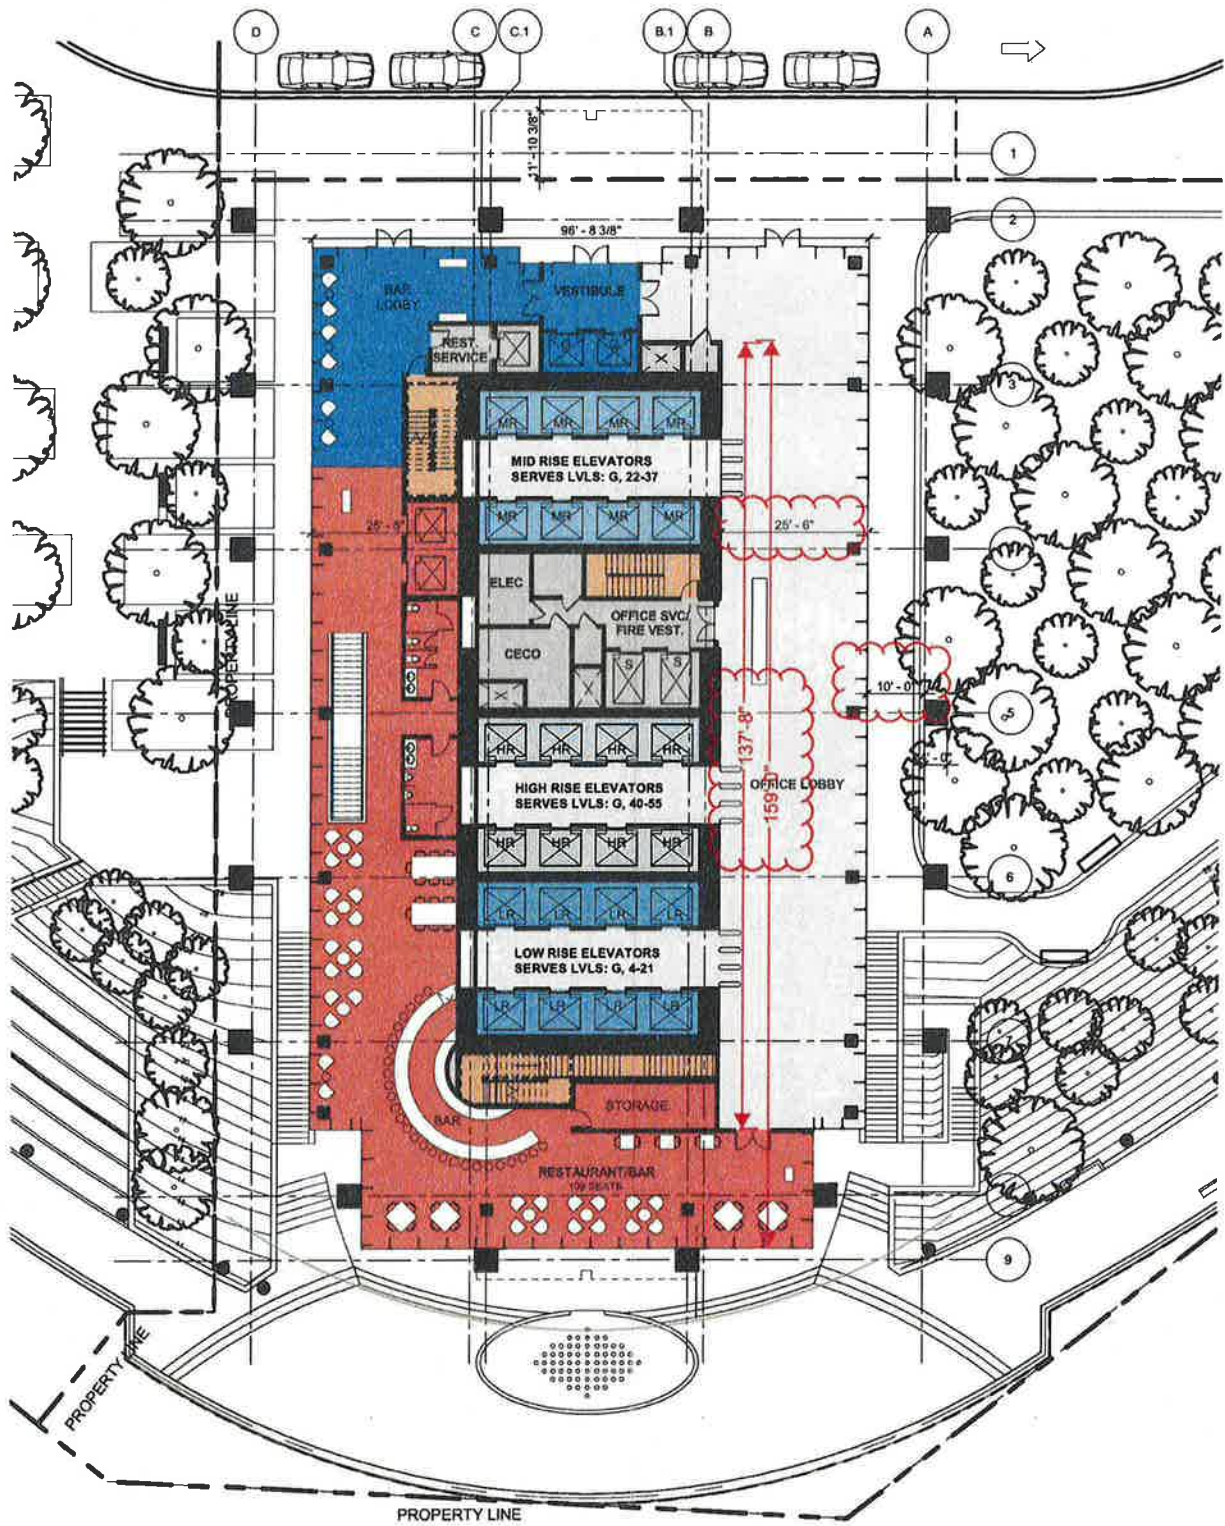 D
C
C.1
B.1
B
A
1
11' - 10 3/8"
2
96' - 8 3/8"
BAR
LOBBY
VESTIBULE
REST.
SERVICE
3
MR MR MR MR
MID RISE ELEVATORS
SERVES LVLS: G, 22-37
MR MR MR MR
25' - 6"
ELEC
OFFICE SVC/
FIRE VEST.
CECO
S S
PROPERTY LINE
10' - 0"
5
137'-8"
159'
HR HR HR HR
HIGH RISE ELEVATORS
SERVES LVLS: G, 40-55
OFFICE LOBBY
HR HR HR HR
6
LR LR LR LR
LOW RISE ELEVATORS
SERVES LVLS: G, 4-21
LR LR LR LR
STORAGE
BAR
RESTAURANT/BAR
109 SEATS
9
PROPERTY LINE
PROPERTY LINE